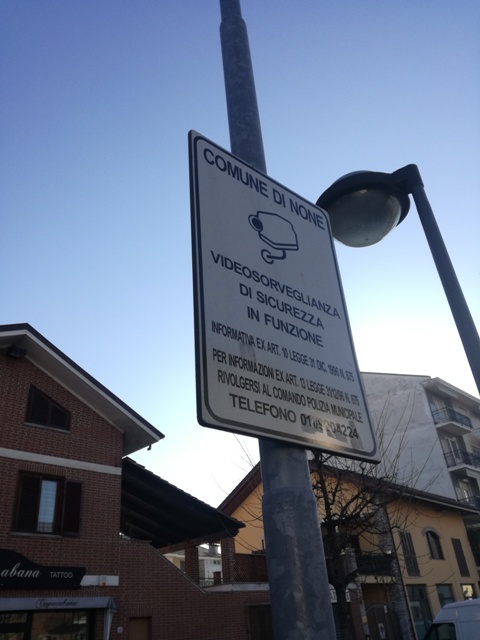 COMUNE DI NONE
VIDEOSORVEGLIANZA
DI SICUREZZA
IN FUNZIONE
INFORMATIVA EX ART. 10 LEGGE 31 DIC 1996 N. 675
PER INFORMAZIONI EX ART. 13 LEGGE 31/12/96 N. 675
RIVOLGERSI AL COMANDO POLIZIA MUNICIPALE
TELEFONO
abana TATTOO